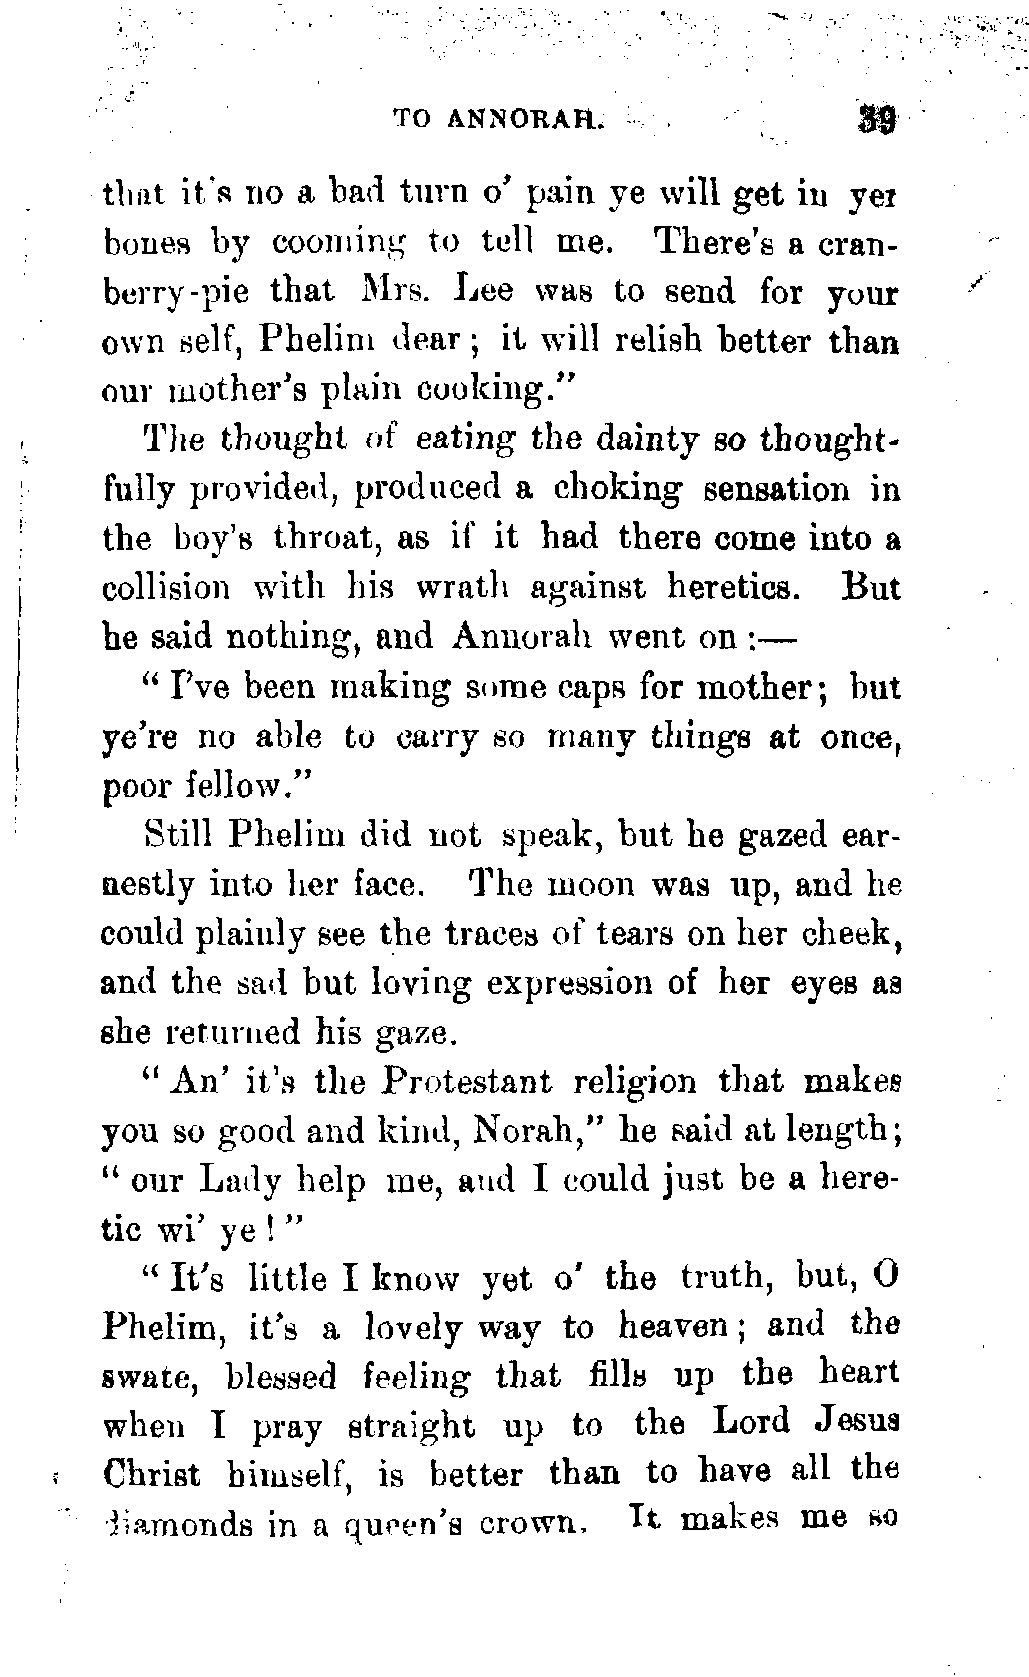 TO ANNORAH. 39
that it's no a bad turn o' pain ye will get in yer
bones by cooming to tell me. There's a cran-
berry-pie that Mrs. Lee was to send for your
own self, Phelim dear; it will relish better than
our mother's plain cooking."
The thought of eating the dainty so thought-
fully provided, produced a choking sensation in
the boy's throat, as if it had there come into a
collision with his wrath against heretics. But
he said nothing, and Annorah went on :—
" I've been making some caps for mother; but
ye're no able to carry so many things at once,
poor fellow."
Still Phelim did not speak, but he gazed ear-
nestly into her face. The moon was up, and he
could plainly see the traces of tears on her cheek,
and the sad but loving expression of her eyes as
she returned his gaze.
" An' it's the Protestant religion that makes
you so good and kind, Norah," he said at length;
" our Lady help me, and I could just be a here-
tic wi' ye ! "
" It's little I know yet o' the truth, but, O
Phelim, it's a lovely way to heaven; and the
swate, blessed feeling that fills up the heart
when I pray straight up to the Lord Jesus
Christ himself, is better than to have all the
diamonds in a queen's crown. It makes me so